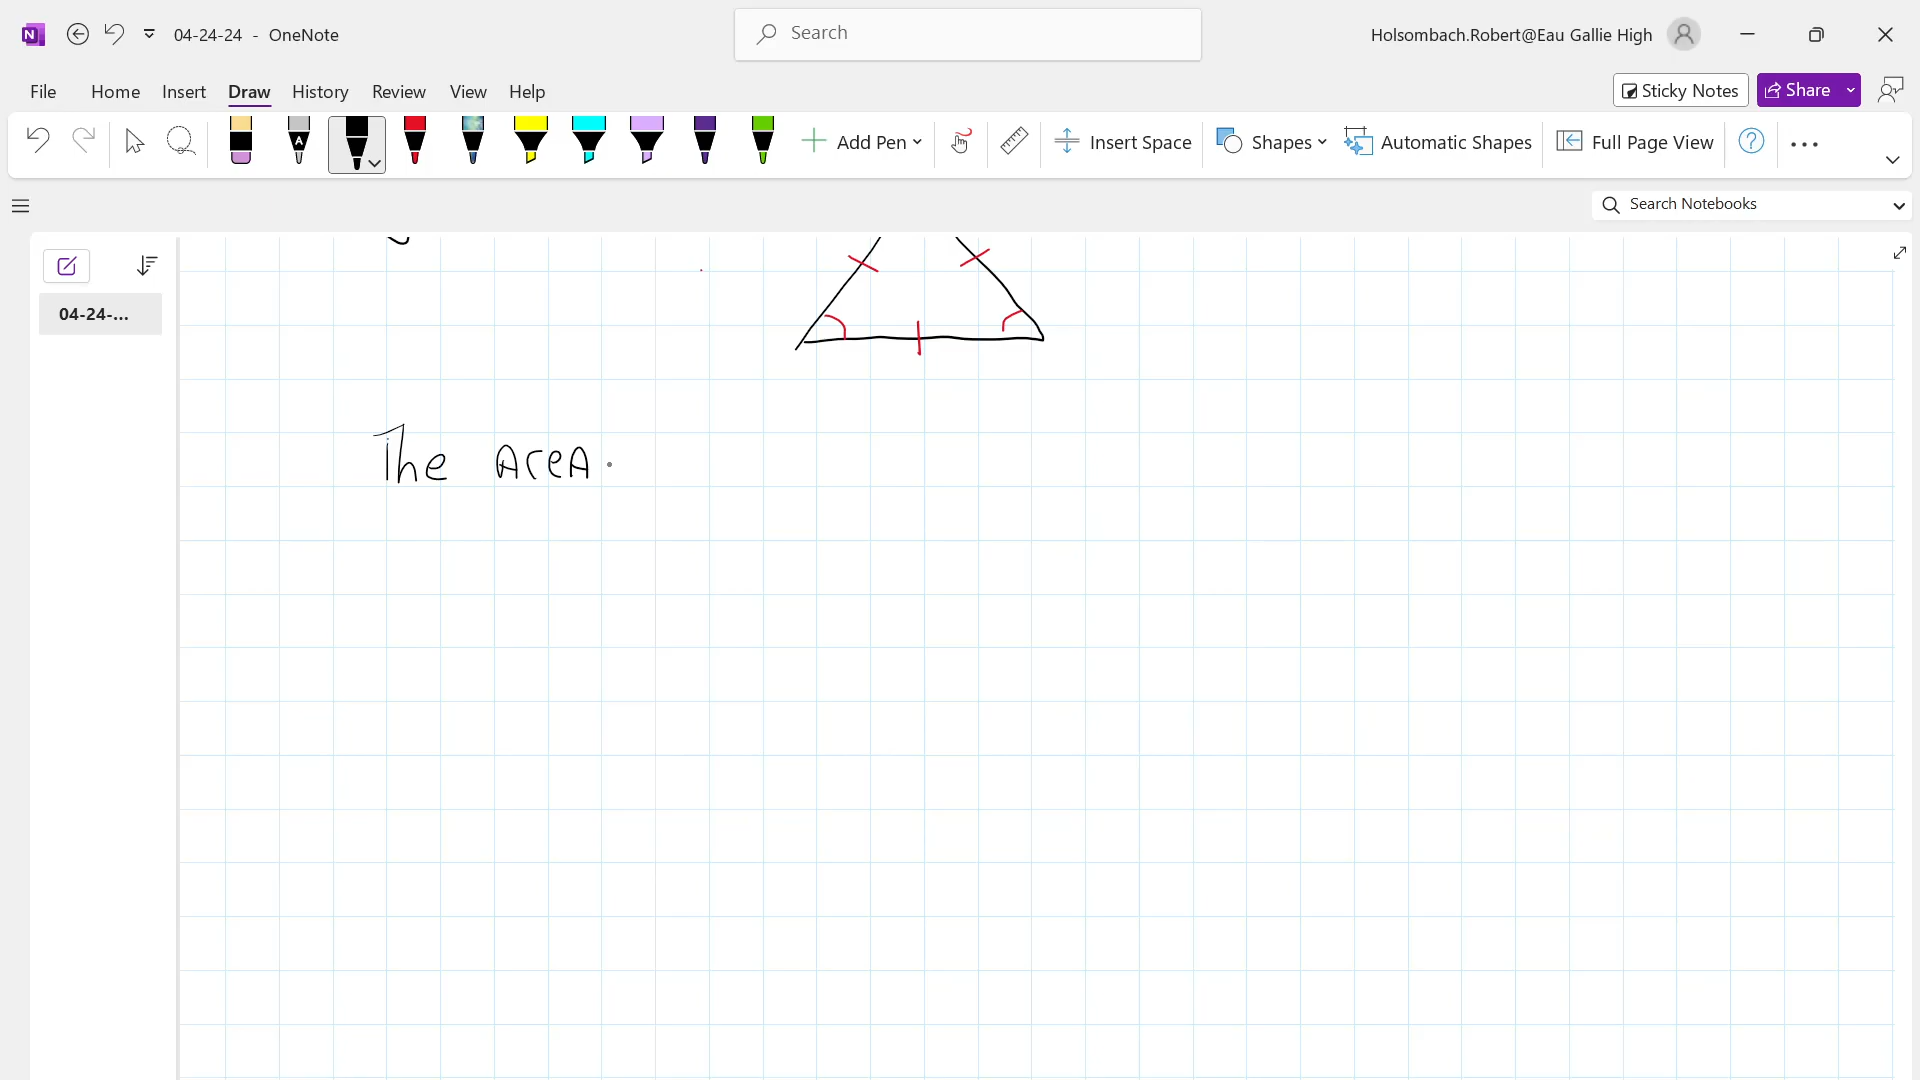 04-24-24 - OneNote
Search
Holsombach.Robert@Eau Gallie High
File Home Insert Draw History Review View Help
Sticky Notes Share
Add Pen Insert Space Shapes Automatic Shapes Full Page View
Search Notebooks
04-24-...
The AreA